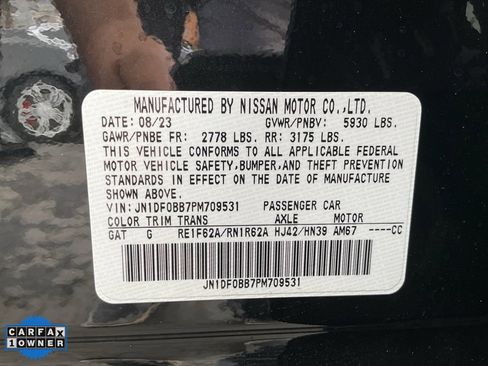 MANUFACTURED BY NISSAN MOTOR CO.,LTD.
DATE: 08/23 GVWR/PNBV: 5930 LBS.
GAWR/PNBE FR: 2778 LBS. RR: 3175 LBS.
THIS VEHICLE CONFORMS TO ALL APPLICABLE FEDERAL
MOTOR VEHICLE SAFETY,BUMPER,AND THEFT PREVENTION
STANDARDS IN EFFECT ON THE DATE OF MANUFACTURE
SHOWN ABOVE.
VIN: JN1DF0BB7PM709531 PASSENGER CAR
COLOR TRIM TRANS AXLE MOTOR
GAT G RE1F62A/RN1R62A HJ42/HN39 AM67 ----CC
JN1DF0BB7PM709531
CARFAX
1 OWNER